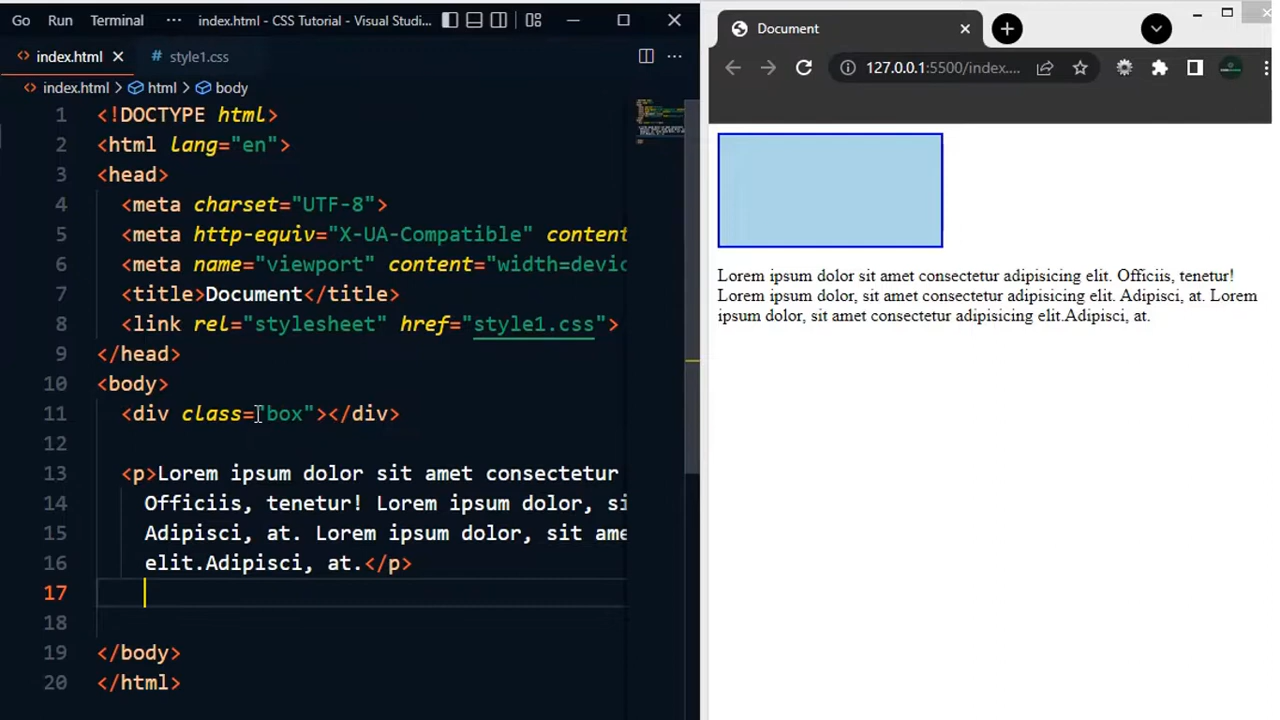 Go Run Terminal ··· index.html - CSS Tutorial - Visual Studi...
index.html
# style1.css
index.html > html > body
1 <!DOCTYPE html>
2 <html lang="en">
3 <head>
4 <meta charset="UTF-8">
5 <meta http-equiv="X-UA-Compatible" content
6 <meta name="viewport" content="width=devic
7 <title>Document</title>
8 <link rel="stylesheet" href="style1.css">
9 </head>
10 <body>
11 <div class="box"></div>
12
13 <p>Lorem ipsum dolor sit amet consectetur
14 Officiis, tenetur! Lorem ipsum dolor, si
15 Adipisci, at. Lorem ipsum dolor, sit ame
16 elit.Adipisci, at.</p>
17
18
19 </body>
20 </html>
Document
127.0.0.1:5500/index....
Lorem ipsum dolor sit amet consectetur adipisicing elit. Officiis, tenetur!
Lorem ipsum dolor, sit amet consectetur adipisicing elit. Adipisci, at. Lorem
ipsum dolor, sit amet consectetur adipisicing elit.Adipisci, at.